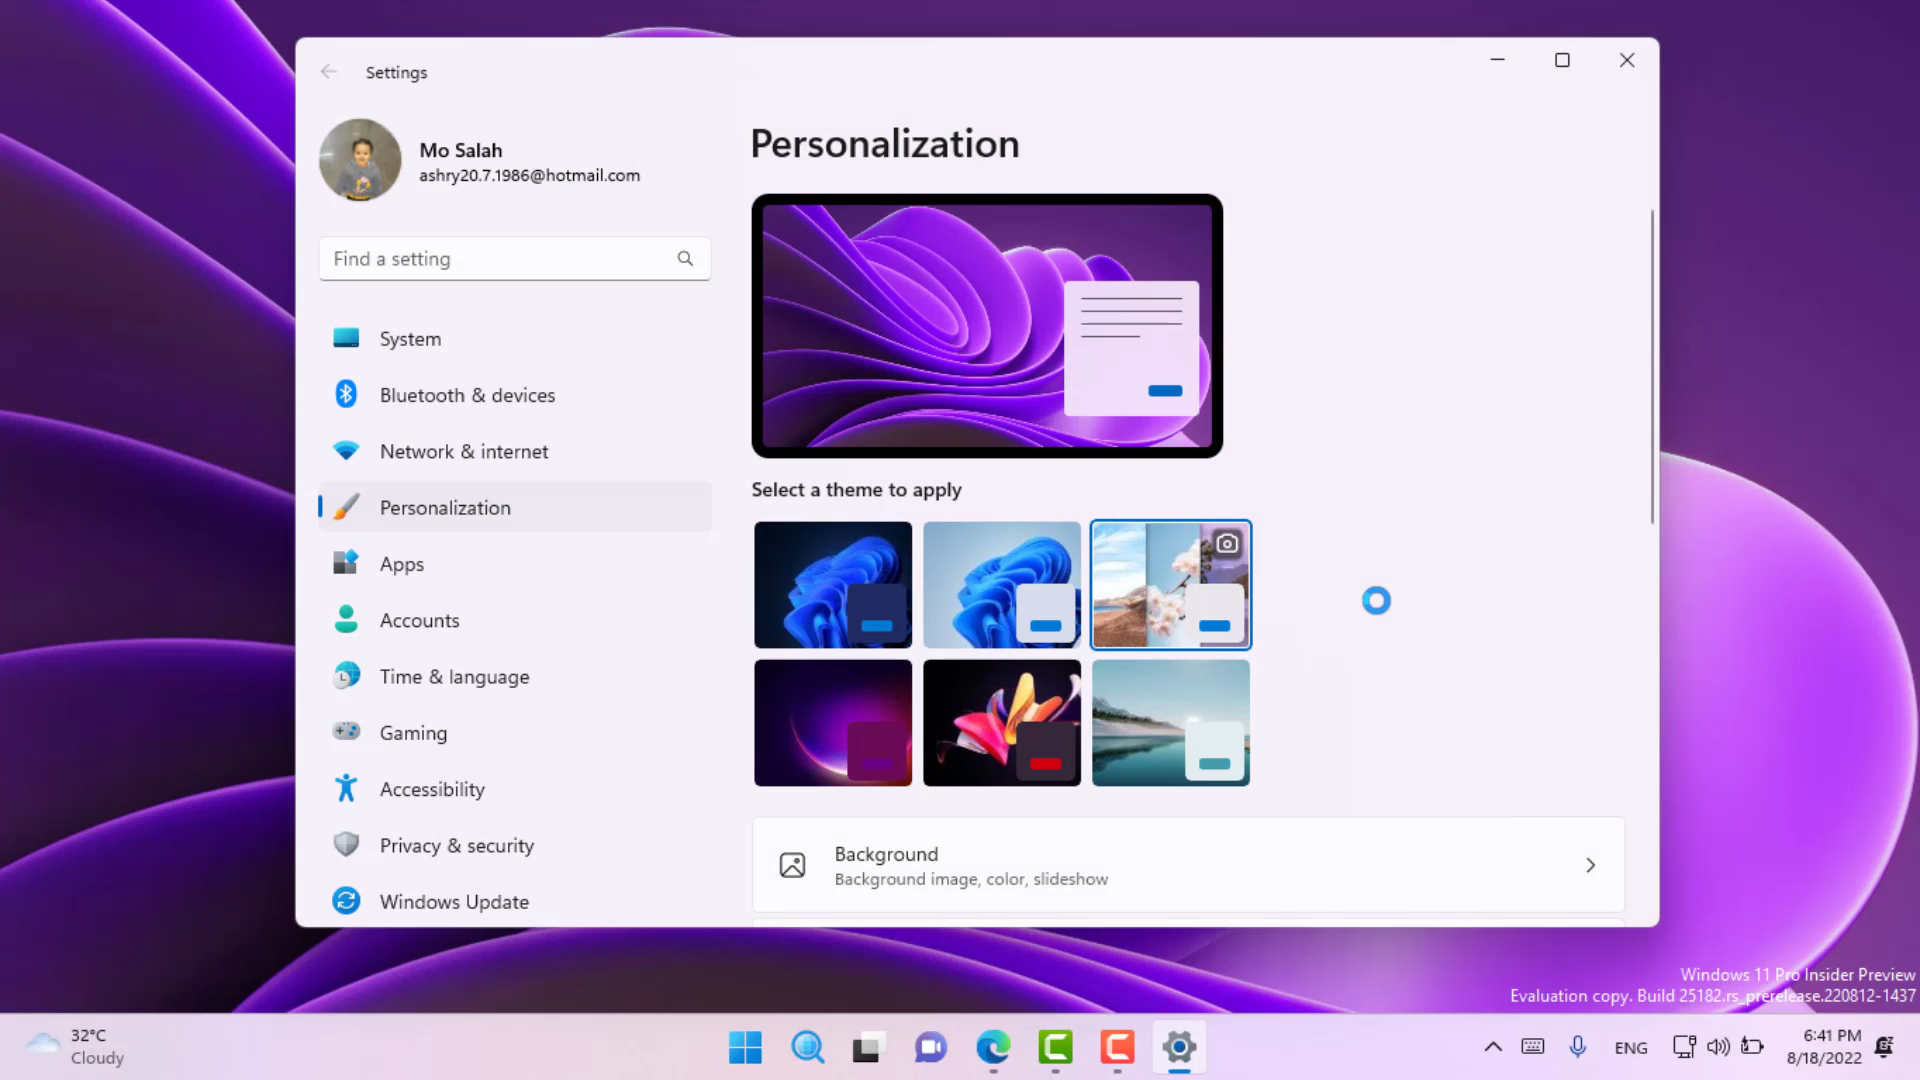 Settings
Mo Salah
ashry20.7.1986@hotmail.com
Find a setting
System
Bluetooth & devices
Network & internet
Personalization
Apps
Accounts
Time & language
Gaming
Accessibility
Privacy & security
Windows Update
Personalization
Select a theme to apply
Background
Background image, color, slideshow
Windows 11 Pro Insider Preview
Evaluation copy. Build 25182.rs_prerelease.220812-1437
32°C
Cloudy
ENG
6:41 PM
8/18/2022